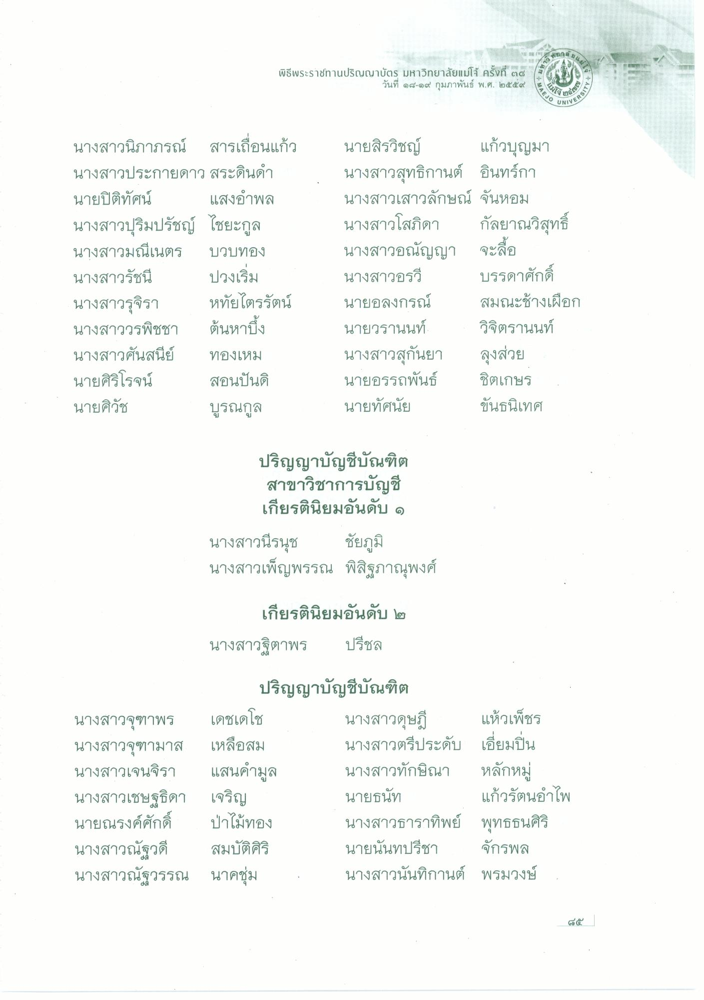 พิธีพระราชทานปริญญาบัตร มหาวิทยาลัยแม่โจ้ ครั้งที่ ๓๘
วันที่ ๑๘-๑๙ กุมภาพันธ์ พ.ศ. ๒๕๕๙
มหาวิทยาลัยแม่โจ้
แม่โจ้ ๒๔๗๗
MAEJO UNIVERSITY
นางสาวนิภาภรณ์ สารเถื่อนแก้ว นายสิรวิชญ์ แก้วบุญมา
นางสาวประกายดาว สระดินดำ นางสาวสุทธิกานต์ อินทร์กา
นายปิติทัศน์ แสงอำพล นางสาวเสาวลักษณ์ จันหอม
นางสาวปุริมปรัชญ์ ไชยะกูล นางสาวโสภิดา กัลยาณวิสุทธิ์
นางสาวมณีเนตร บวบทอง นางสาวอณัญญา จะลื้อ
นางสาวรัชนี ปวงเริ่ม นางสาวอรวี บรรดาศักดิ์
นางสาวรุจิรา หทัยไตรรัตน์ นายอลงกรณ์ สมณะช้างเผือก
นางสาววรพิชชา ต้นหาบึ้ง นายวรานนท์ วิจิตรานนท์
นางสาวศันสนีย์ ทองเหม นางสาวสุกันยา ลุงส่วย
นายศิริโรจน์ สอนปันดิ นายอรรถพันธ์ ชิตเกษร
นายศิวัช บูรณกูล นายทัศนัย ขันธนิเทศ
ปริญญาบัญชีบัณฑิต
สาขาวิชาการบัญชี
เกียรตินิยมอันดับ ๑
นางสาวนีรนุช ชัยภูมิ
นางสาวเพ็ญพรรณ พิสิฐภาณุพงศ์
เกียรตินิยมอันดับ ๒
นางสาวฐิตาพร ปรีชล
ปริญญาบัญชีบัณฑิต
นางสาวจุฑาพร เดชเดโช นางสาวดุษฎี แห้วเพ็ชร
นางสาวจุฑามาส เหลือสม นางสาวตรีประดับ เอี่ยมปิ่น
นางสาวเจนจิรา แสนคำมูล นางสาวทักษิณา หลักหมู่
นางสาวเชษฐธิดา เจริญ นายธนัท แก้วรัตนอำไพ
นายณรงค์ศักดิ์ ป่าไม้ทอง นางสาวธาราทิพย์ พุทธธนศิริ
นางสาวณัฐวดี สมบัติศิริ นายนันทปรีชา จักรพล
นางสาวณัฐวรรณ นาคชุ่ม นางสาวนันทิกานต์ พรมวงษ์
๘๕